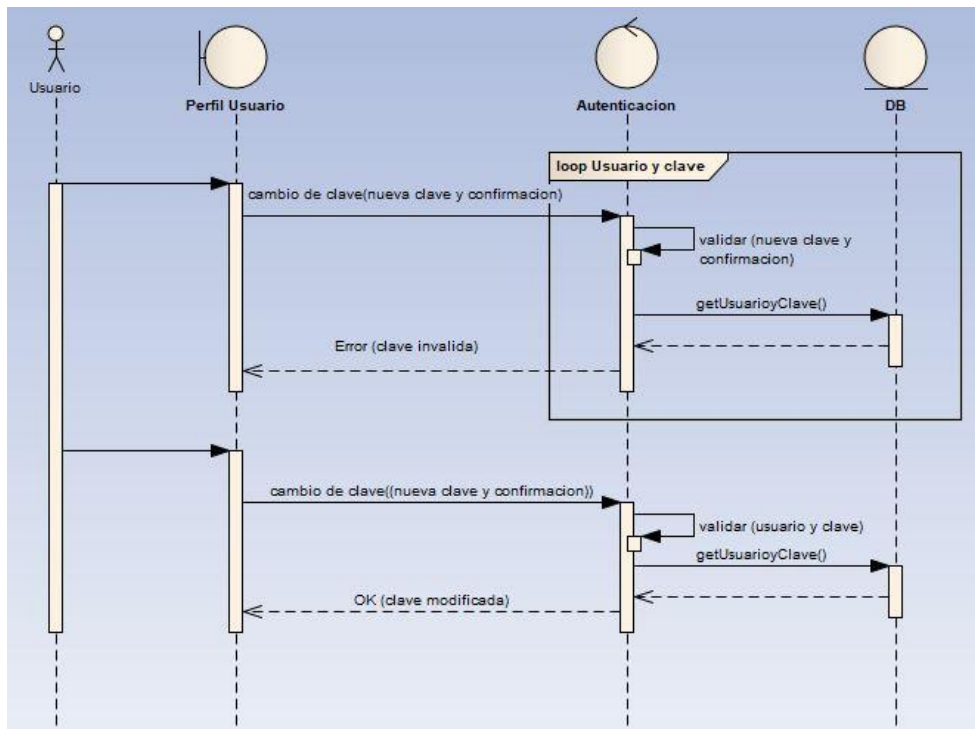 Usuario
Perfil Usuario
Autenticacion
DB
loop Usuario y clave
cambio de clave(nueva clave y confirmacion)
validar (nueva clave y
confirmacion)
getUsuarioyClave()
Error (clave invalida)
cambio de clave((nueva clave y confirmacion))
validar (usuario y clave)
getUsuarioyClave()
OK (clave modificada)